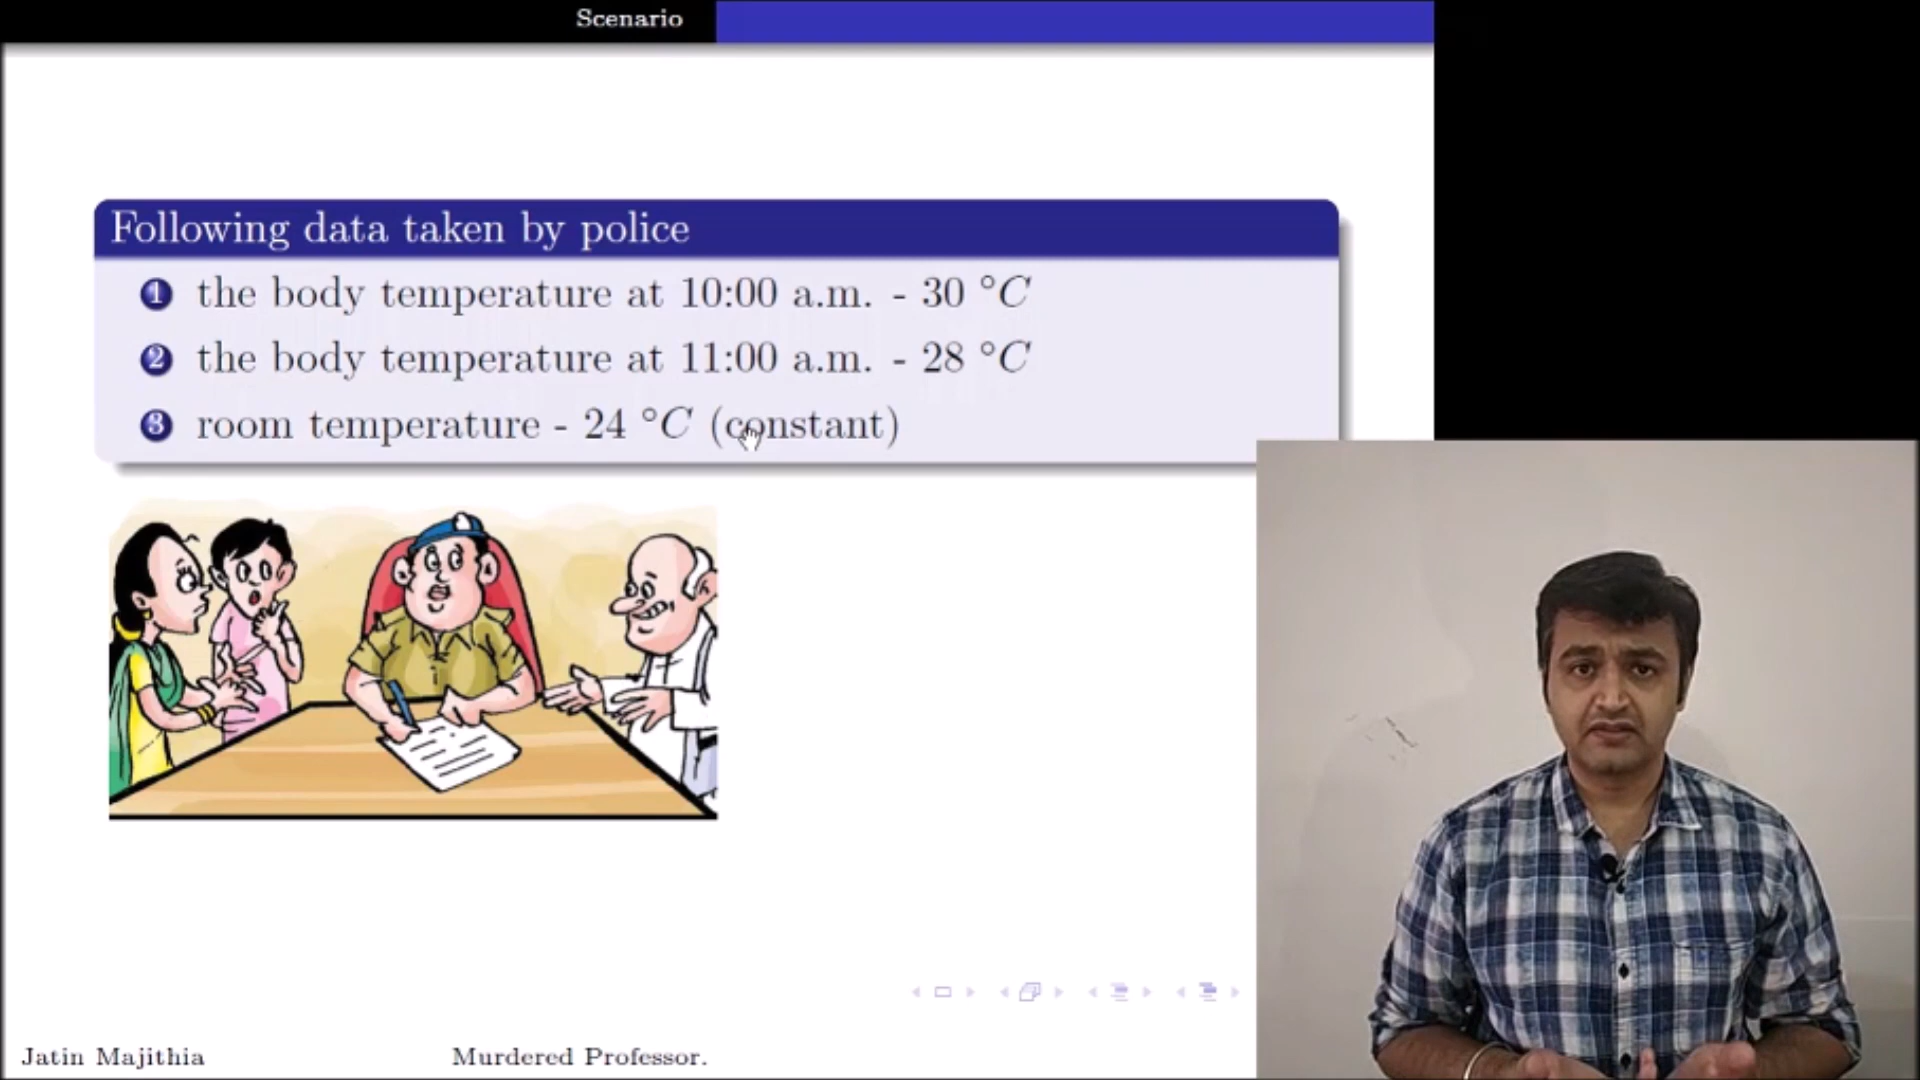 Scenario
Following data taken by police
1 the body temperature at 10:00 a.m. - 30 °C
2 the body temperature at 11:00 a.m. - 28 °C
3 room temperature - 24 °C (constant)
Jatin Majithia
Murdered Professor.